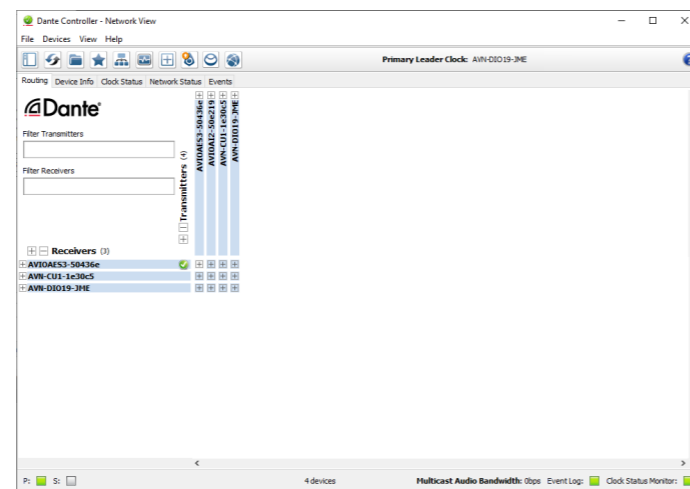 Dante Controller - Network View
File Devices View Help
Primary Leader Clock: AVN-DIO19-JME
Routing Device Info Clock Status Network Status Events
Dante®
Filter Transmitters
Filter Receivers
Transmitters (4)
AVIOAES3-50436e
AVIOAI2-50e219
AVN-CU1-1e30c5
AVN-DIO19-JME
Receivers (3)
AVIOAES3-50436e
AVN-CU1-1e30c5
AVN-DIO19-JME
P: S: 4 devices Multicast Audio Bandwidth: 0bps Event Log: Clock Status Monitor: